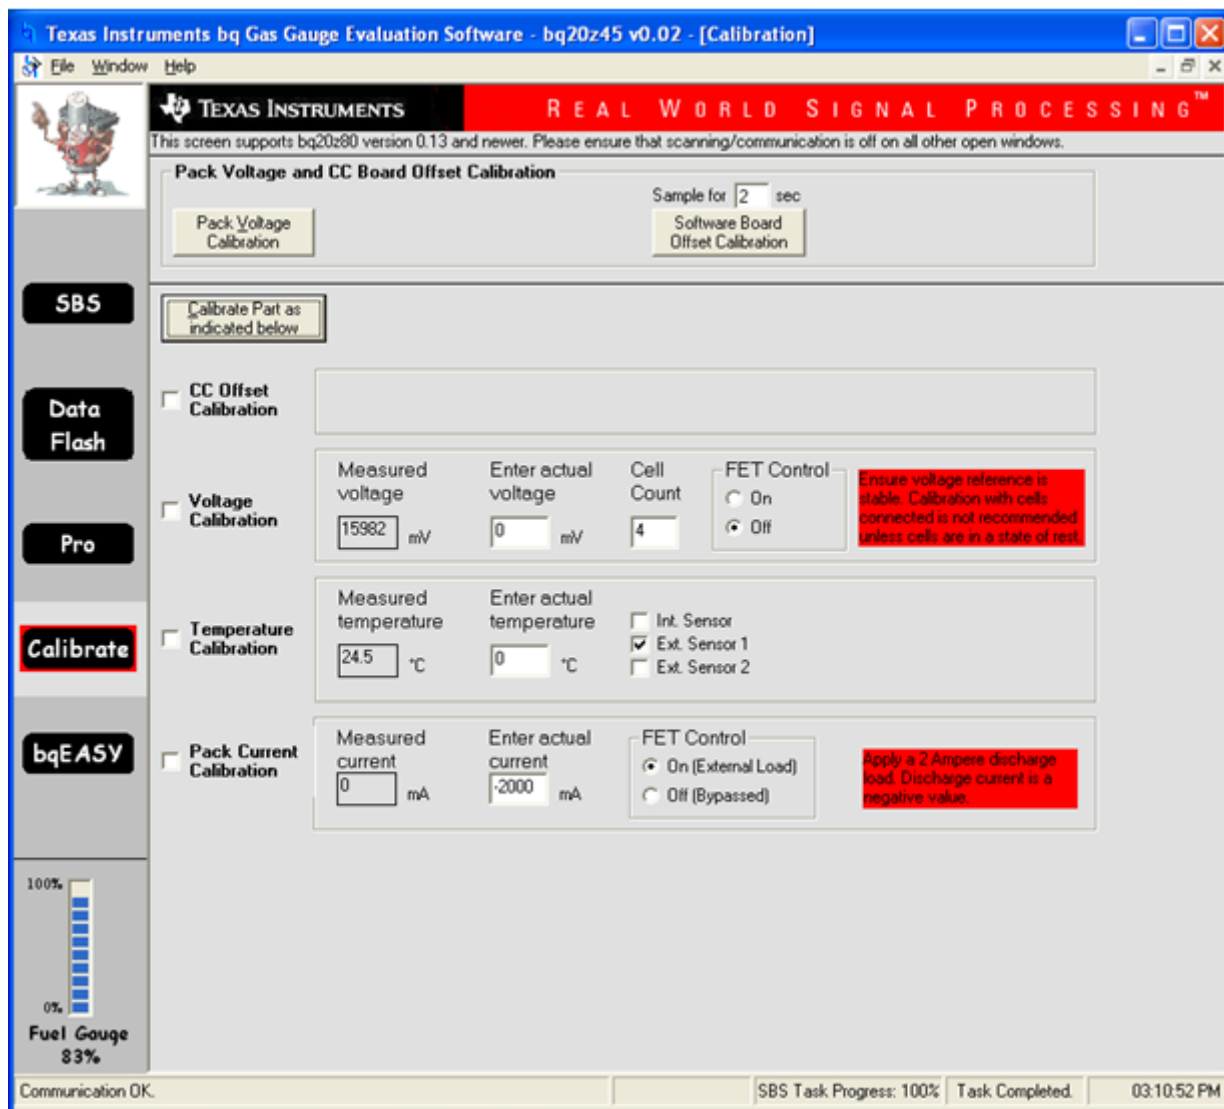 Texas Instruments bq Gas Gauge Evaluation Software - bq20z45 v0.02 - [Calibration]
File Window Help
TEXAS INSTRUMENTS
REAL WORLD SIGNAL PROCESSING™
This screen supports bq20z80 version 0.13 and newer. Please ensure that scanning/communication is off on all other open windows.
Pack Voltage and CC Board Offset Calibration
Sample for 2 sec
Pack Voltage
Calibration
Software Board
Offset Calibration
SBS
Data
Flash
Pro
Calibrate
bqEASY
Calibrate Part as
indicated below
CC Offset
Calibration
Voltage
Calibration
Measured
voltage
15982 mV
Enter actual
voltage
0 mV
Cell
Count
4
FET Control
On
Off
Ensure voltage reference is
stable. Calibration with cells
connected is not recommended
unless cells are in a state of rest.
Temperature
Calibration
Measured
temperature
24.5 °C
Enter actual
temperature
0 °C
Int. Sensor
Ext. Sensor 1
Ext. Sensor 2
Pack Current
Calibration
Measured
current
0 mA
Enter actual
current
-2000 mA
FET Control
On (External Load)
Off (Bypassed)
Apply a 2 Ampere discharge
load. Discharge current is a
negative value.
100%
0%
Fuel Gauge
83%
Communication OK.
SBS Task Progress: 100%
Task Completed.
03:10:52 PM